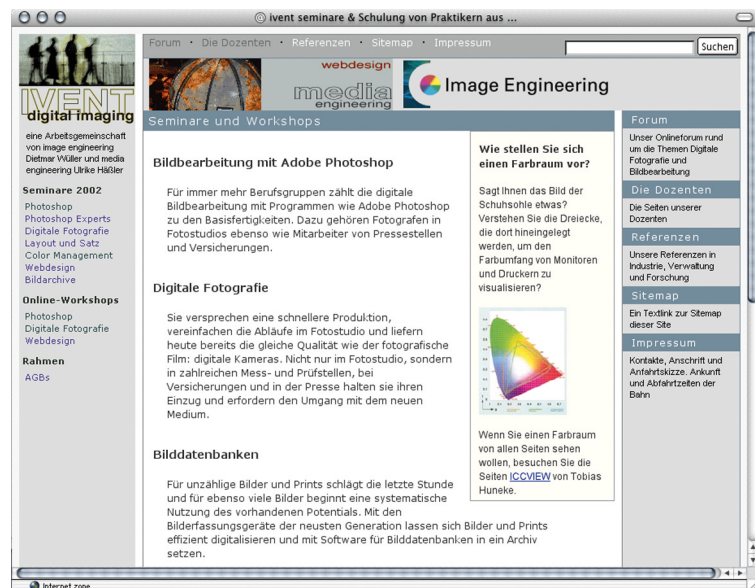 @ ivent seminare & Schulung von Praktikern aus ...
Forum · Die Dozenten · Referenzen · Sitemap · Impressum
Suchen
IVENT
digital imaging
webdesign
media
engineering
Image Engineering
eine Arbeitsgemeinschaft
von image engineering
Dietmar Wüller und media
engineering Ulrike Häßler
Seminare 2002
Photoshop
Photoshop Experts
Digitale Fotografie
Layout und Satz
Color Management
Webdesign
Bildarchive
Online-Workshops
Photoshop
Digitale Fotografie
Webdesign
Rahmen
AGBs
Seminare und Workshops
Bildbearbeitung mit Adobe Photoshop
Für immer mehr Berufsgruppen zählt die digitale
Bildbearbeitung mit Programmen wie Adobe Photoshop
zu den Basisfertigkeiten. Dazu gehören Fotografen in
Fotostudios ebenso wie Mitarbeiter von Pressestellen
und Versicherungen.
Digitale Fotografie
Sie versprechen eine schnellere Produktion,
vereinfachen die Abläufe im Fotostudio und liefern
heute bereits die gleiche Qualität wie der fotografische
Film: digitale Kameras. Nicht nur im Fotostudio, sondern
in zahlreichen Mess- und Prüfstellen, bei
Versicherungen und in der Presse halten sie ihren
Einzug und erfordern den Umgang mit dem neuen
Medium.
Bilddatenbanken
Für unzählige Bilder und Prints schlägt die letzte Stunde
und für ebenso viele Bilder beginnt eine systematische
Nutzung des vorhandenen Potentials. Mit den
Bilderfassungsgeräte der neusten Generation lassen sich Bilder und Prints
effizient digitalisieren und mit Software für Bilddatenbanken in ein Archiv
setzen.
Wie stellen Sie sich
einen Farbraum vor?
Sagt Ihnen das Bild der
Schuhsohle etwas?
Verstehen Sie die Dreiecke,
die dort hineingelegt
werden, um den
Farbumfang von Monitoren
und Druckern zu
visualisieren?
Wenn Sie einen Farbraum
von allen Seiten sehen
wollen, besuchen Sie die
Seiten ICCVIEW von Tobias
Huneke.
Forum
Unser Onlineforum rund
um die Themen Digitale
Fotografie und
Bildbearbeitung
Die Dozenten
Die Seiten unserer
Dozenten
Referenzen
Unsere Referenzen in
Industrie, Verwaltung
und Forschung
Sitemap
Ein Textlink zur Sitemap
dieser Site
Impressum
Kontakte, Anschrift und
Anfahrtskizze. Ankunft
und Abfahrtzeiten der
Bahn
Internet zone